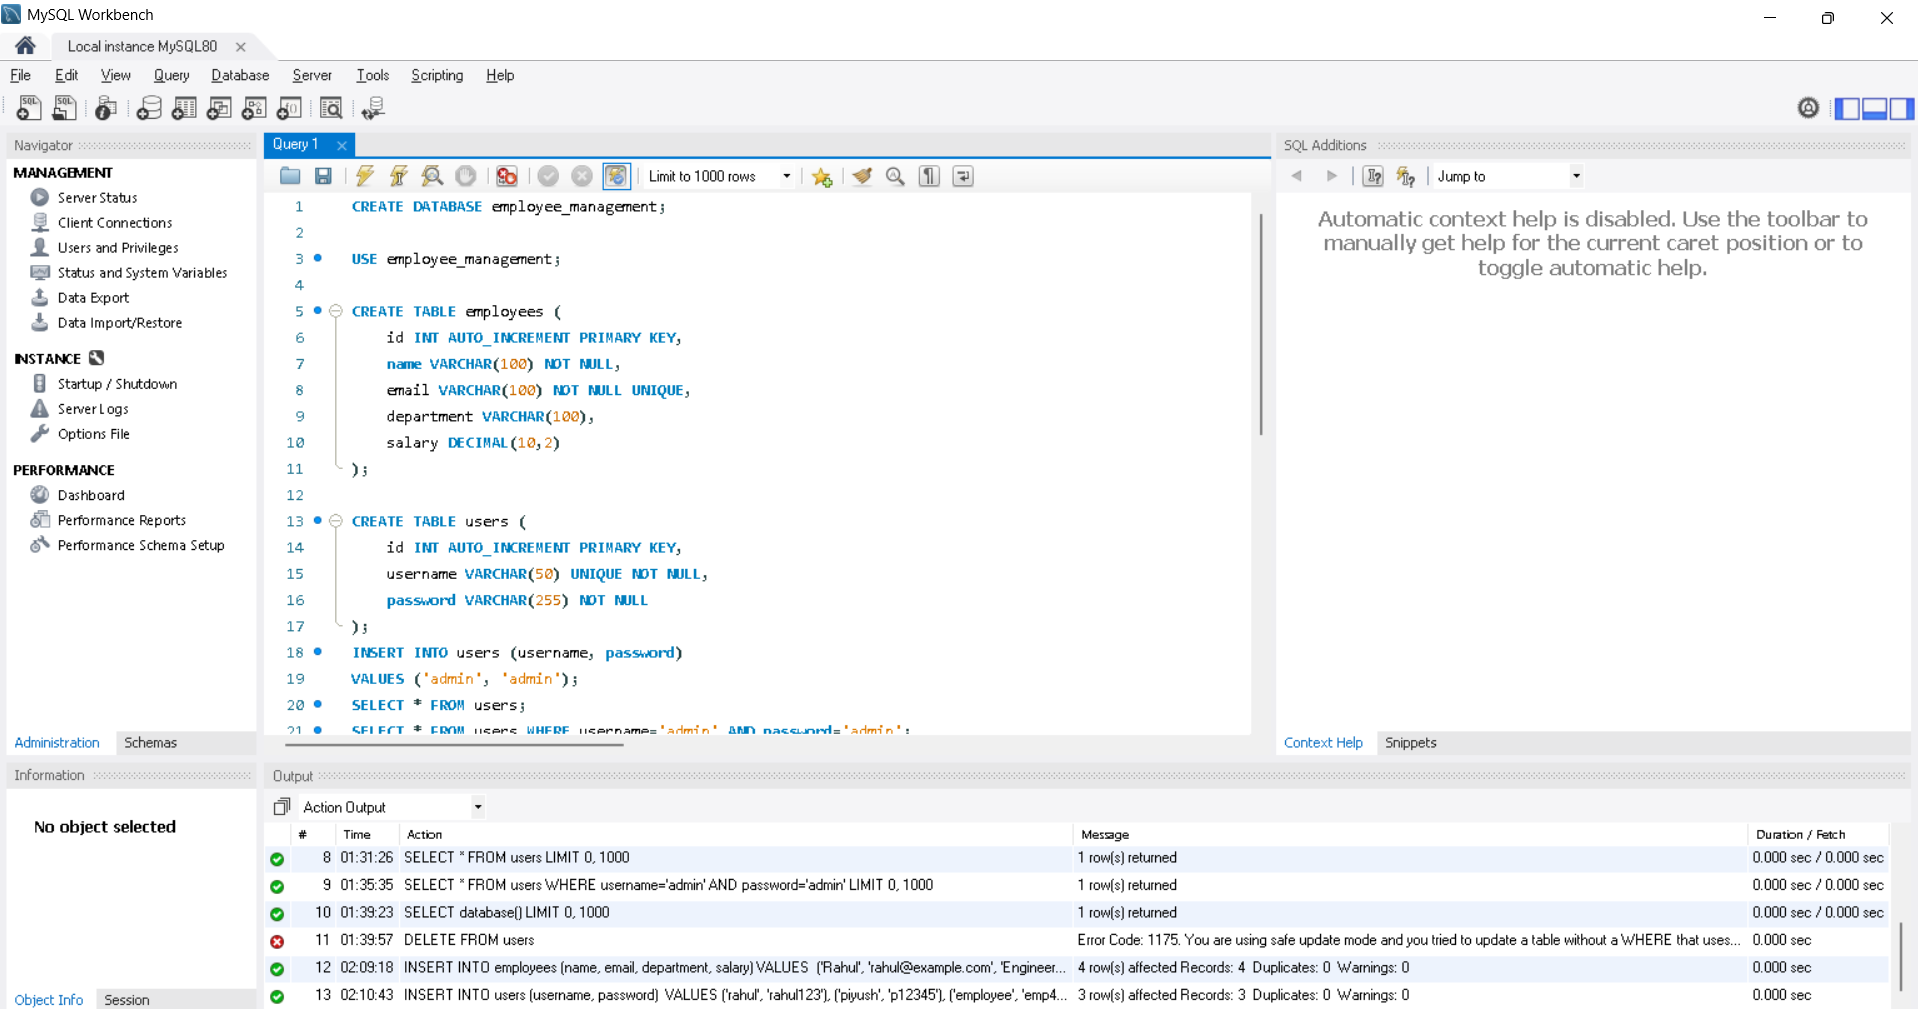 MySQL Workbench
Local instance MySQL80
File Edit View Query Database Server Tools Scripting Help
Navigator
MANAGEMENT
Server Status
Client Connections
Users and Privileges
Status and System Variables
Data Export
Data Import/Restore
INSTANCE
Startup / Shutdown
Server Logs
Options File
PERFORMANCE
Dashboard
Performance Reports
Performance Schema Setup
Administration Schemas
Information
No object selected
Object Info Session
Query 1
Limit to 1000 rows
1 CREATE DATABASE employee_management;
2
3 USE employee_management;
4
5 CREATE TABLE employees (
6 id INT AUTO_INCREMENT PRIMARY KEY,
7 name VARCHAR(100) NOT NULL,
8 email VARCHAR(100) NOT NULL UNIQUE,
9 department VARCHAR(100),
10 salary DECIMAL(10,2)
11 );
12
13 CREATE TABLE users (
14 id INT AUTO_INCREMENT PRIMARY KEY,
15 username VARCHAR(50) UNIQUE NOT NULL,
16 password VARCHAR(255) NOT NULL
17 );
18 INSERT INTO users (username, password)
19 VALUES ('admin', 'admin');
20 SELECT * FROM users;
21 SELECT * FROM users WHERE username='admin' AND password='admin';
SQL Additions
Jump to
Automatic context help is disabled. Use the toolbar to
manually get help for the current caret position or to
toggle automatic help.
Context Help Snippets
Output
Action Output
# Time Action Message Duration / Fetch
8 01:31:26 SELECT * FROM users LIMIT 0, 1000 1 row(s) returned 0.000 sec / 0.000 sec
9 01:35:35 SELECT * FROM users WHERE username='admin' AND password='admin' LIMIT 0, 1000 1 row(s) returned 0.000 sec / 0.000 sec
10 01:39:23 SELECT database() LIMIT 0, 1000 1 row(s) returned 0.000 sec / 0.000 sec
11 01:39:57 DELETE FROM users Error Code: 1175. You are using safe update mode and you tried to update a table without a WHERE that uses... 0.000 sec
12 02:09:18 INSERT INTO employees (name, email, department, salary) VALUES ('Rahul', 'rahul@example.com', 'Engineer... 4 row(s) affected Records: 4 Duplicates: 0 Warnings: 0 0.000 sec
13 02:10:43 INSERT INTO users (username, password) VALUES ('rahul', 'rahul123'), ('piyush', 'p12345'), ('employee', 'emp4... 3 row(s) affected Records: 3 Duplicates: 0 Warnings: 0 0.000 sec